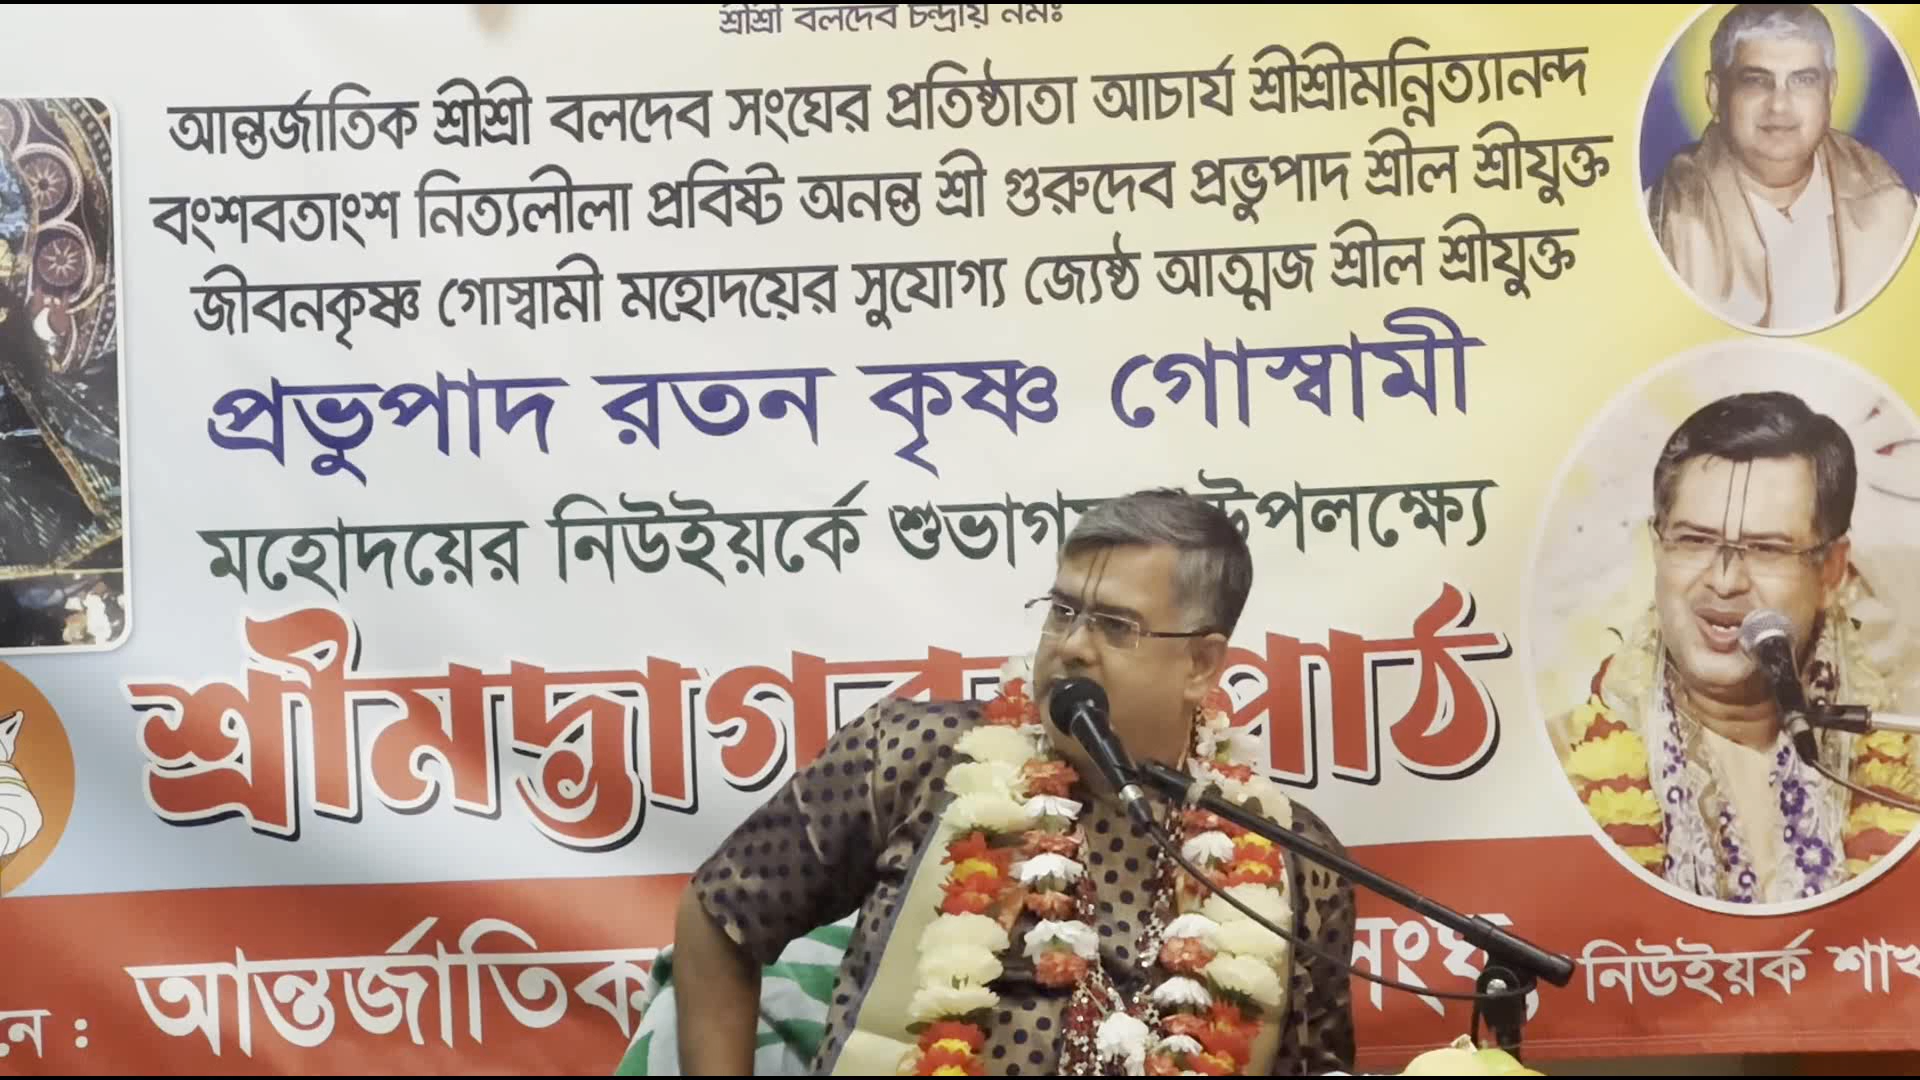 শ্রীশ্রী বলদেব চন্দ্রায় নমঃ
আন্তর্জাতিক শ্রীশ্রী বলদেব সংঘের প্রতিষ্ঠাতা আচার্য শ্রীশ্রীমন্নিত্যানন্দ
বংশবতাংশ নিত্যলীলা প্রবিষ্ট অনন্ত শ্রী গুরুদেব প্রভুপাদ শ্রীল শ্রীযুক্ত
জীবনকৃষ্ণ গোস্বামী মহোদয়ের সুযোগ্য জ্যেষ্ঠ আত্মজ শ্রীল শ্রীযুক্ত
প্রভুপাদ রতন কৃষ্ণ গোস্বামী
মহোদয়ের নিউইয়র্কে শুভাগ উপলক্ষ্যে
শ্রীমদ্ভাগব পাঠ
নে : আন্তর্জাতিক সংঘ, নিউইয়র্ক শাখ